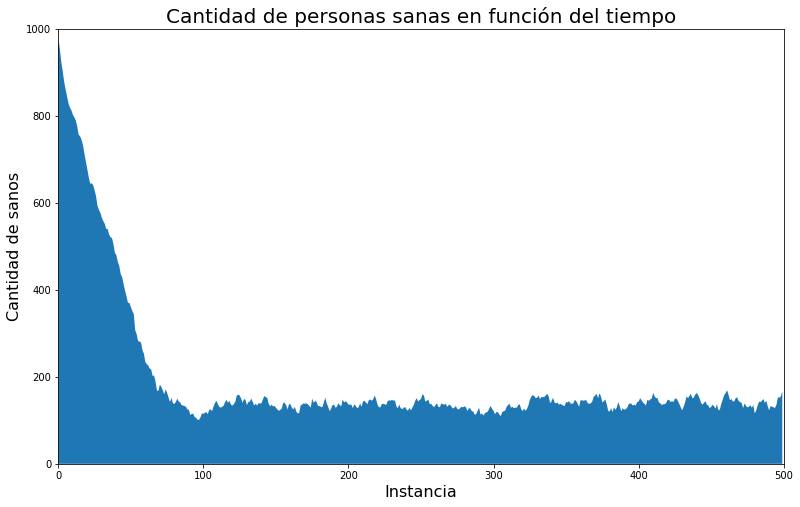 Cantidad de personas sanas en función del tiempo
1000
800
600
400
200
0
Cantidad de sanos
0 100 200 300 400 500
Instancia